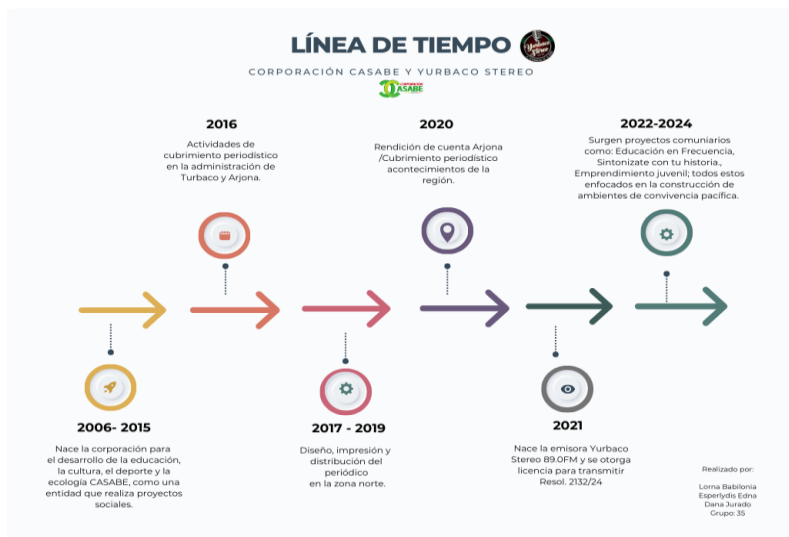 LÍNEA DE TIEMPO
Yurbaco
Stereo
CORPORACIÓN CASABE Y YURBACO STEREO
CORPORACIÓN
CASABE
2016
Actividades de
cubrimiento periodístico
en la administración de
Turbaco y Arjona.
2020
Rendición de cuenta Arjona
/Cubrimiento periodístico
acontecimientos de la
región.
2022-2024
Surgen proyectos comuniarios
como: Educación en Frecuencia,
Sintonizate con tu historia.,
Emprendimiento juvenil; todos estos
enfocados en la construcción de
ambientes de convivencia pacífica.
2006- 2015
Nace la corporación para
el desarrollo de la educación,
la cultura, el deporte y la
ecología CASABE, como una
entidad que realiza proyectos
sociales.
2017 - 2019
Diseño, impresión y
distribución del
periódico
en la zona norte.
2021
Nace la emisora Yurbaco
Stereo 89.0FM y se otorga
licencia para transmitir
Resol. 2132/24
Realizado por:
Lorna Babilonia
Esperlydis Edna
Dana Jurado
Grupo: 35